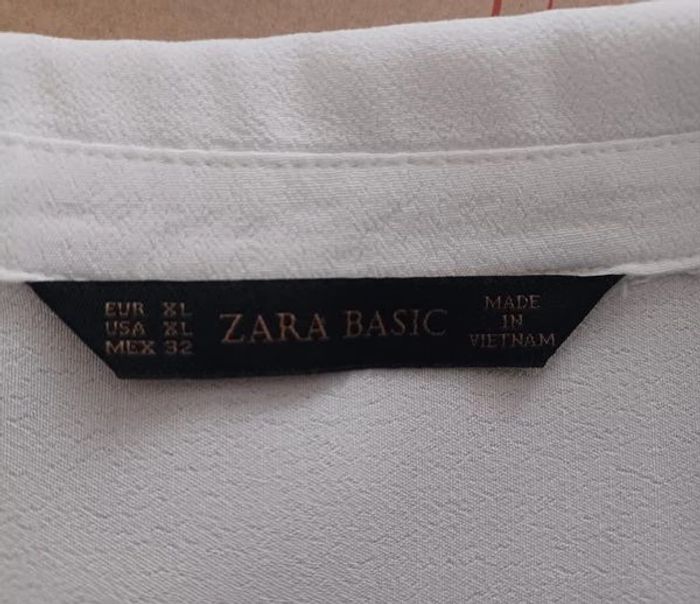 EUR XL
USA XL
MEX 32
ZARA BASIC
MADE
IN
VIETNAM